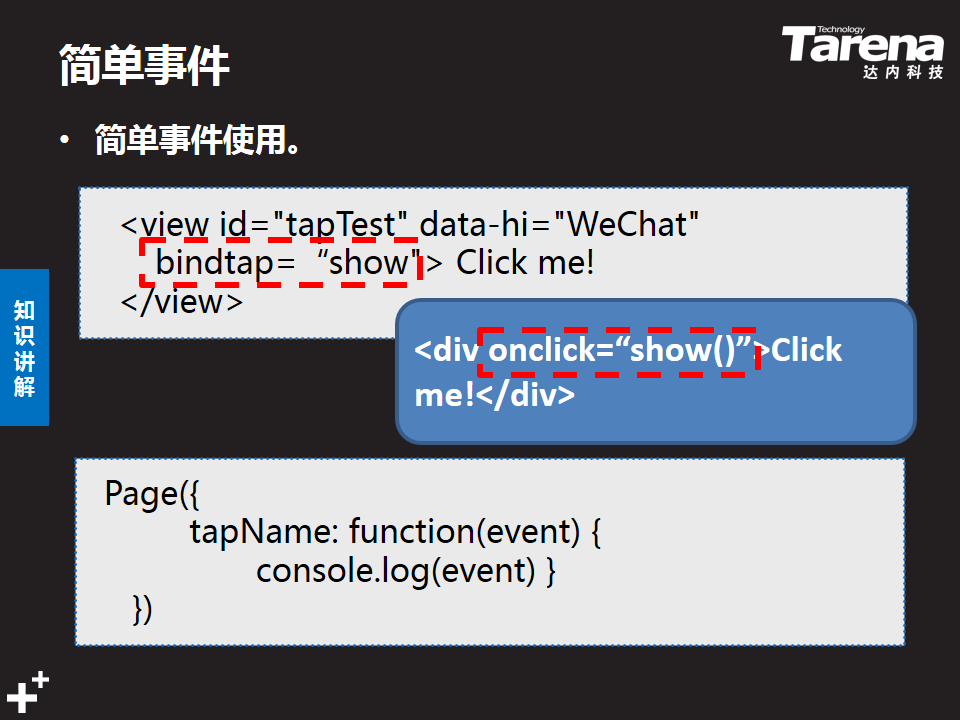 简单事件
Technology
Tarena
达内科技
• 简单事件使用。
<view id="tapTest" data-hi="WeChat"
bindtap= “show"> Click me!
</view>
知识讲解
<div onclick=“show()”>Click
me!</div>
Page({
tapName: function(event) {
console.log(event) }
})